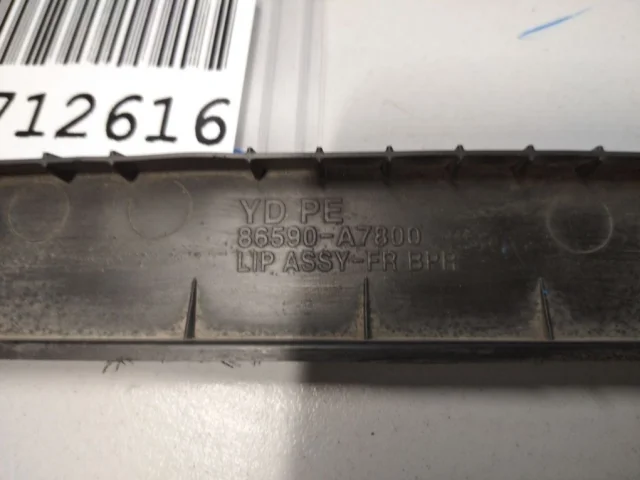 712616
YD PE
86590-A7800
LIP ASSY-FR BPR